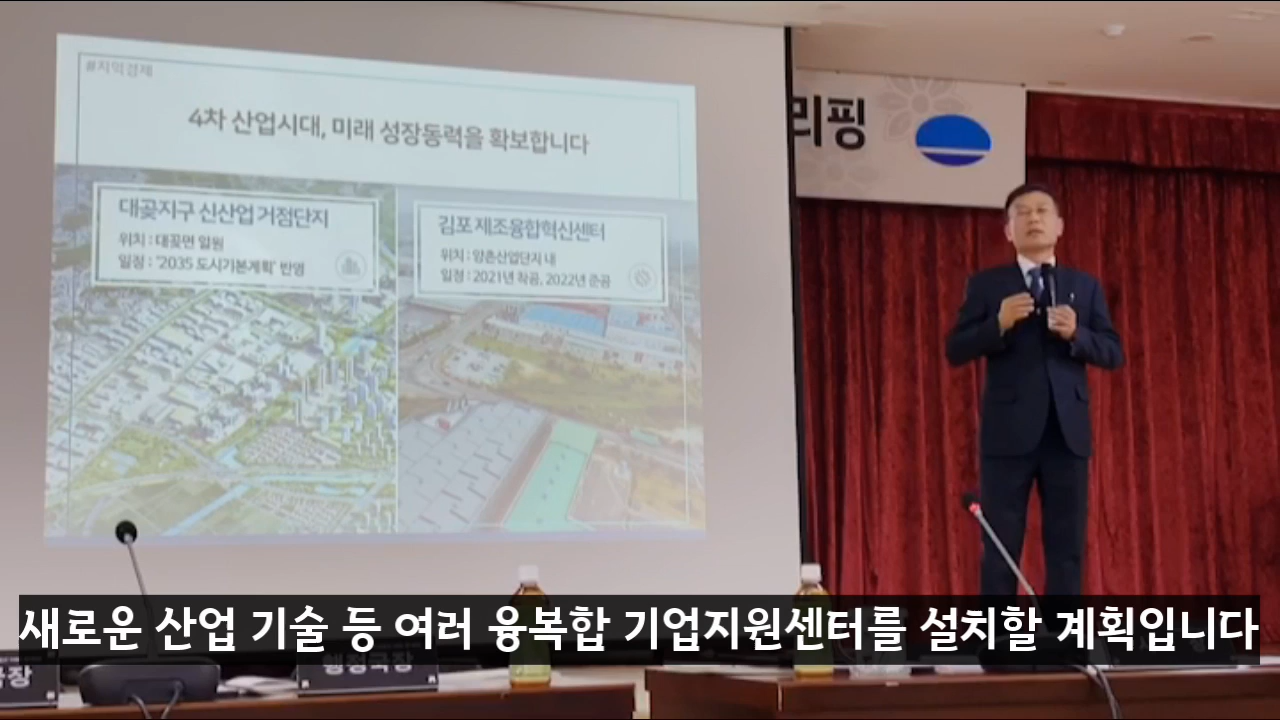 #지역경제
4차 산업시대, 미래 성장동력을 확보합니다
대곶지구 신산업 거점단지
위치 : 대곶면 일원
일정 : '2035 도시기본계획' 반영
김포 제조융합혁신센터
위치 : 양촌산업단지 내
일정 : 2021년 착공, 2022년 준공
리핑
새로운 산업 기술 등 여러 융복합 기업지원센터를 설치할 계획입니다
국장
행정국장